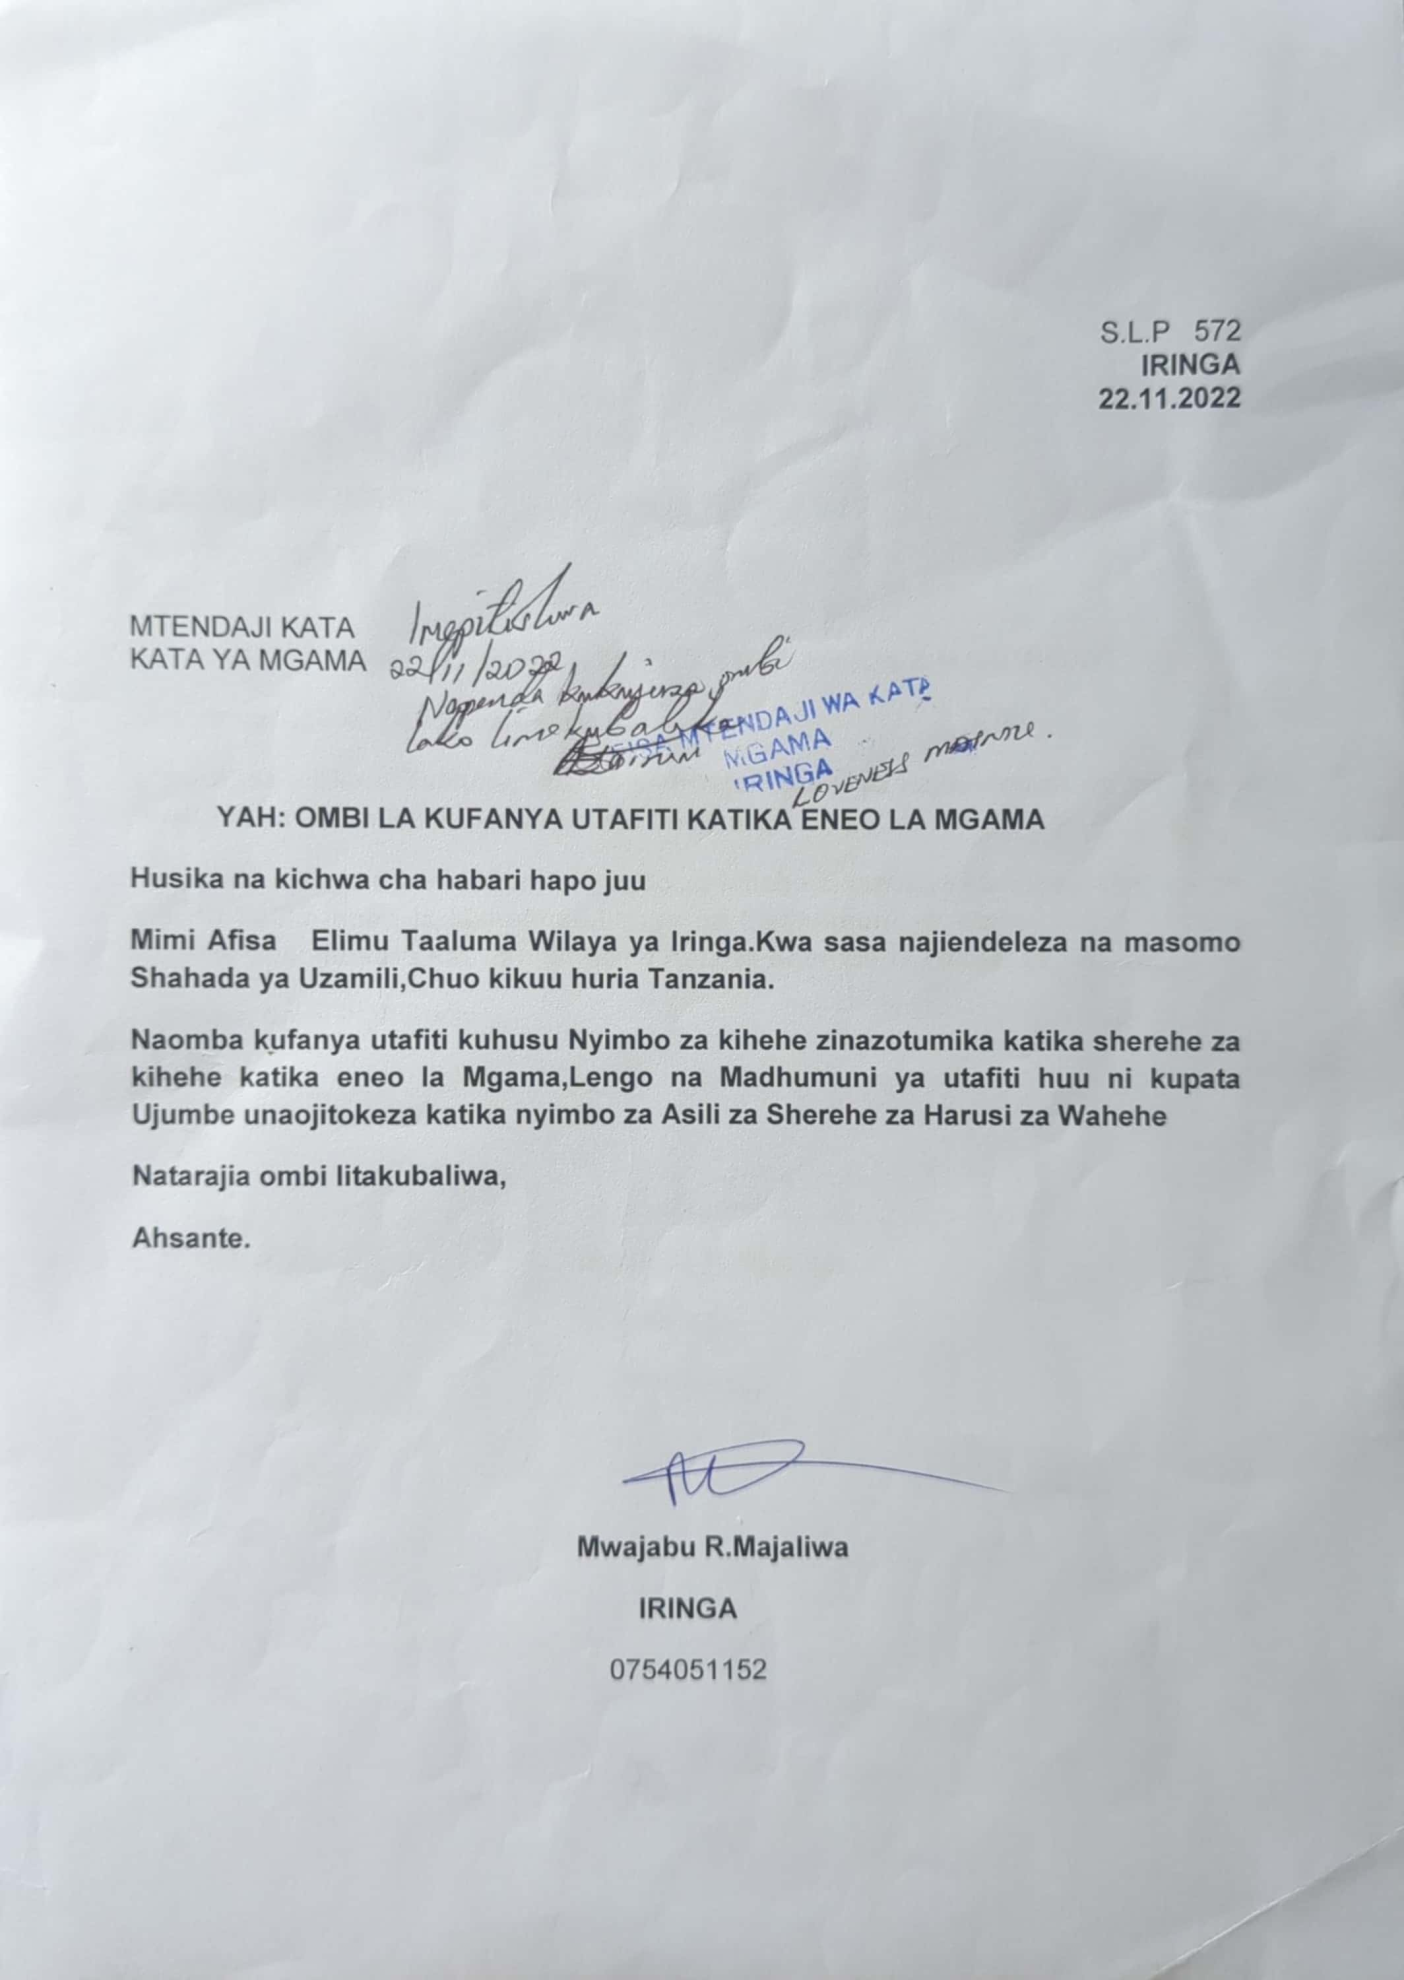 S.L.P 572
IRINGA
22.11.2022
MTENDAJI KATA
KATA YA MGAMA
Imepitishwa
22/11/2022
Napenda kukujuza ombi
lako limekubalika
MTENDAJI WA KATA
MGAMA
IRINGA
LOVENESS
YAH: OMBI LA KUFANYA UTAFITI KATIKA ENEO LA MGAMA
Husika na kichwa cha habari hapo juu
Mimi Afisa Elimu Taaluma Wilaya ya Iringa.Kwa sasa najiendeleza na masomo
Shahada ya Uzamili,Chuo kikuu huria Tanzania.
Naomba kufanya utafiti kuhusu Nyimbo za kihehe zinazotumika katika sherehe za
kihehe katika eneo la Mgama,Lengo na Madhumuni ya utafiti huu ni kupata
Ujumbe unaojitokeza katika nyimbo za Asili za Sherehe za Harusi za Wahehe
Natarajia ombi litakubaliwa,
Ahsante.
Mwajabu R.Majaliwa
IRINGA
0754051152